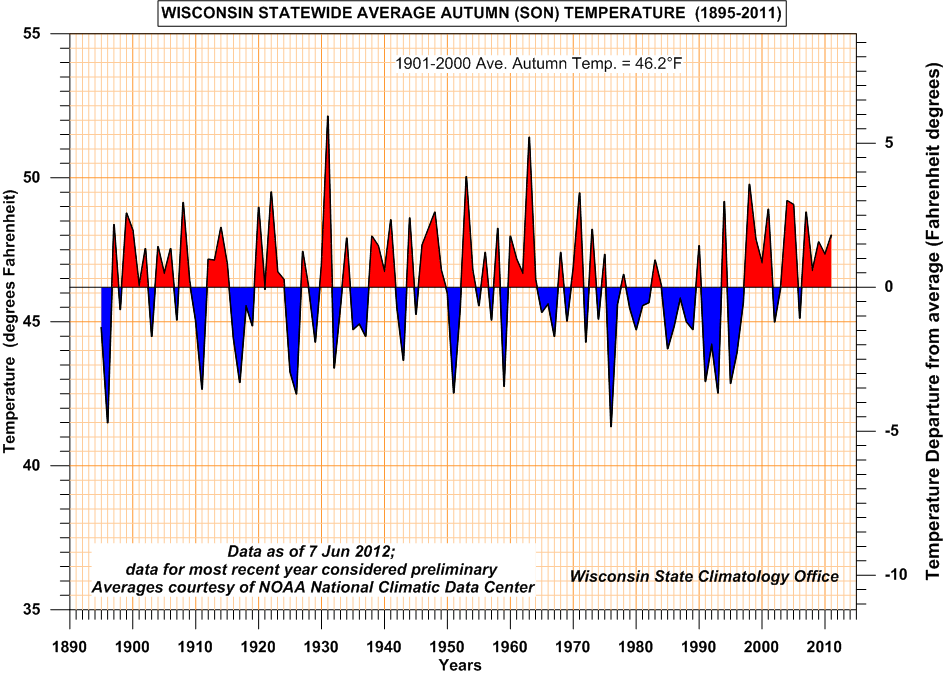 WISCONSIN STATEWIDE AVERAGE AUTUMN (SON) TEMPERATURE (1895-2011)
1901-2000 Ave. Autumn Temp. = 46.2°F
Temperature (degrees Fahrenheit)
55
50
45
40
35
Temperature Departure from average (Fahrenheit degrees)
5
0
-5
-10
Data as of 7 Jun 2012;
data for most recent year considered preliminary
Averages courtesy of NOAA National Climatic Data Center
Wisconsin State Climatology Office
1890 1900 1910 1920 1930 1940 1950 1960 1970 1980 1990 2000 2010
Years